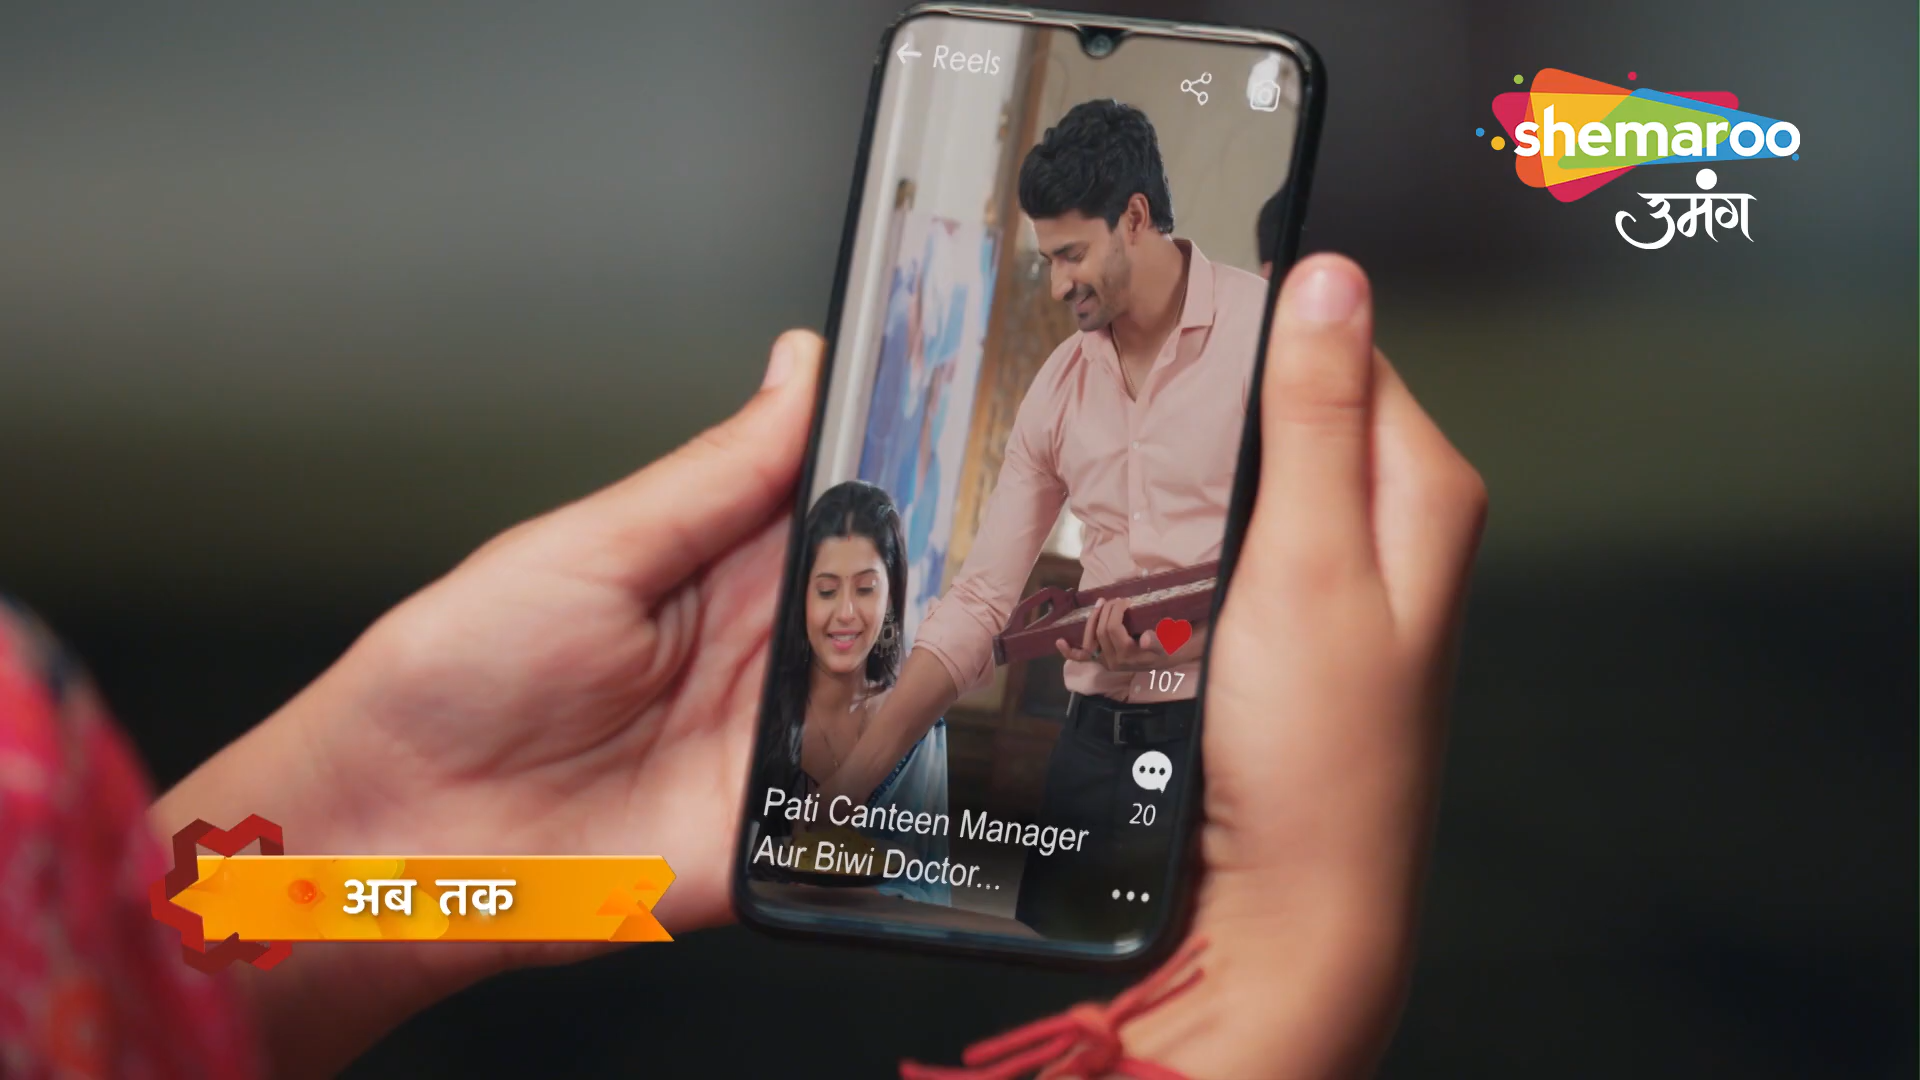 Reels
shemaroo
उमंग
107
20
Pati Canteen Manager
Aur Biwi Doctor...
अब तक